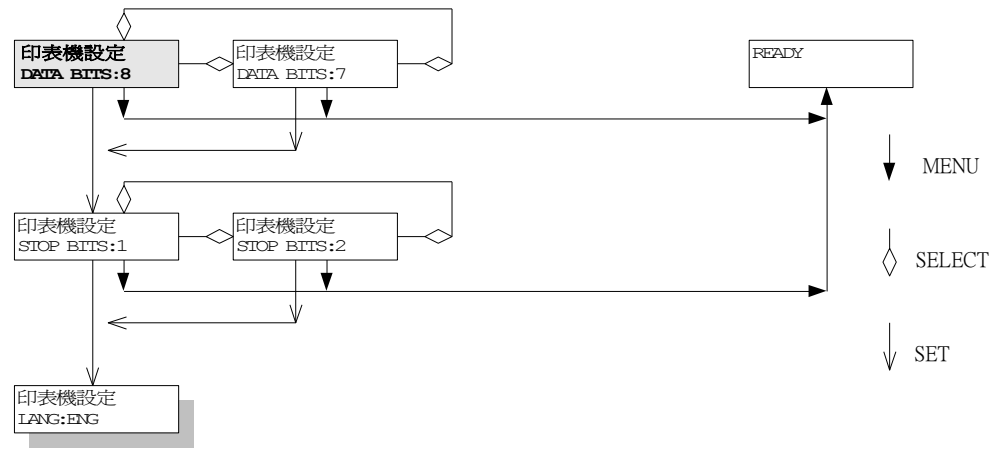 印表機設定
DATA BITS:8
印表機設定
DATA BITS:7
READY
MENU
印表機設定
STOP BITS:1
印表機設定
STOP BITS:2
SELECT
SET
印表機設定
LANG:ENG